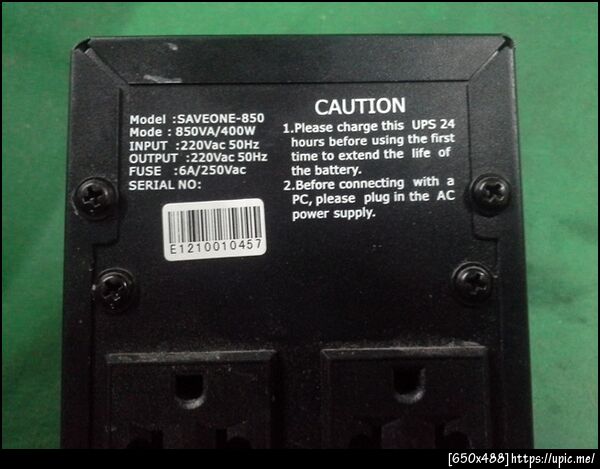 Model :SAVEONE-850
Mode : 850VA/400W
INPUT : 220Vac 50Hz
OUTPUT : 220Vac 50Hz
FUSE : 6A/250Vac
SERIAL NO:
E1210010457
CAUTION
1.Please charge this UPS 24
hours before using the first
time to extend the life of
the battery.
2.Before connecting with a
PC, please plug in the AC
power supply.
[650x488]https://upic.me/